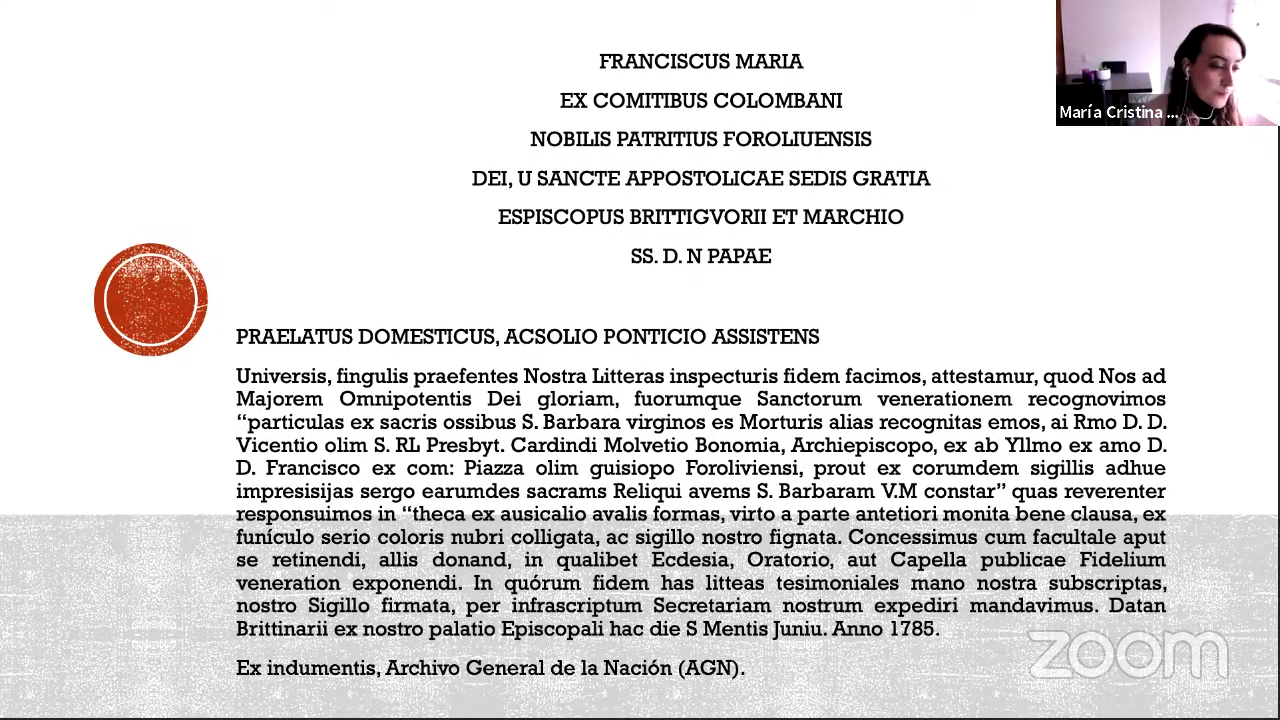 FRANCISCUS MARIA
EX COMITIBUS COLOMBANI
NOBILIS PATRITIUS FOROLIUENSIS
DEI, U SANCTE APPOSTOLICAE SEDIS GRATIA
ESPISCOPUS BRITTIGVORII ET MARCHIO
SS. D. N PAPAE
María Cristina ...
PRAELATUS DOMESTICUS, ACSOLIO PONTICIO ASSISTENS
Universis, fingulis praefentes Nostra Litteras inspecturis fidem facimos, attestamur, quod Nos ad
Majorem Omnipotentis Dei gloriam, fuorumque Sanctorum venerationem recognovimos
“particulas ex sacris ossibus S. Barbara virginos es Morturis alias recognitas emos, ai Rmo D. D.
Vicentio olim S. RL Presbyt. Cardindi Molvetio Bonomia, Archiepiscopo, ex ab Yllmo ex amo D.
D. Francisco ex com: Piazza olim guisiopo Foroliviensi, prout ex corumdem sigillis adhue
impresisijas sergo earumdes sacrams Reliqui avems S. Barbaram V.M constar” quas reverenter
responsuimos in “theca ex ausicalio avalis formas, virto a parte antetiori monita bene clausa, ex
funículo serio coloris nubri colligata, ac sigillo nostro fignata. Concessimus cum facultale aput
se retinendi, allis donand, in qualibet Ecdesia, Oratorio, aut Capella publicae Fidelium
veneration exponendi. In quórum fidem has litteas tesimoniales mano nostra subscriptas,
nostro Sigillo firmata, per infrascriptum Secretariam nostrum expediri mandavimus. Datan
Brittinarii ex nostro palatio Episcopali hac die S Mentis Juniu. Anno 1785.
Ex indumentis, Archivo General de la Nación (AGN).
zoom